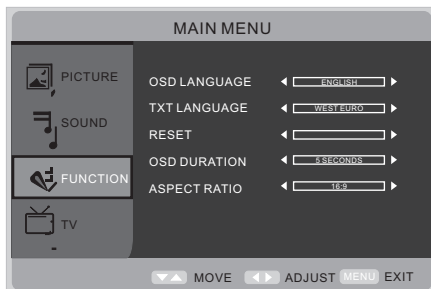 MAIN MENU
PICTURE
SOUND
FUNCTION
TV
OSD LANGUAGE ENGLISH
TXT LANGUAGE WEST EURO
RESET
OSD DURATION 5 SECONDS
ASPECT RATIO 16:9
MOVE ADJUST MENU EXIT